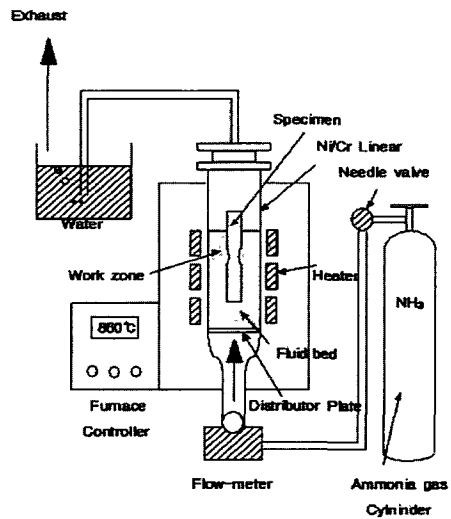 Exhaust
Specimen
Ni/Cr Linear
Needle valve
Water
Work zone
Heater
NH₃
860℃
Fluid bed
Furnace
Controller
Distributor Plate
Flow-meter
Ammonia gas
Cylninder